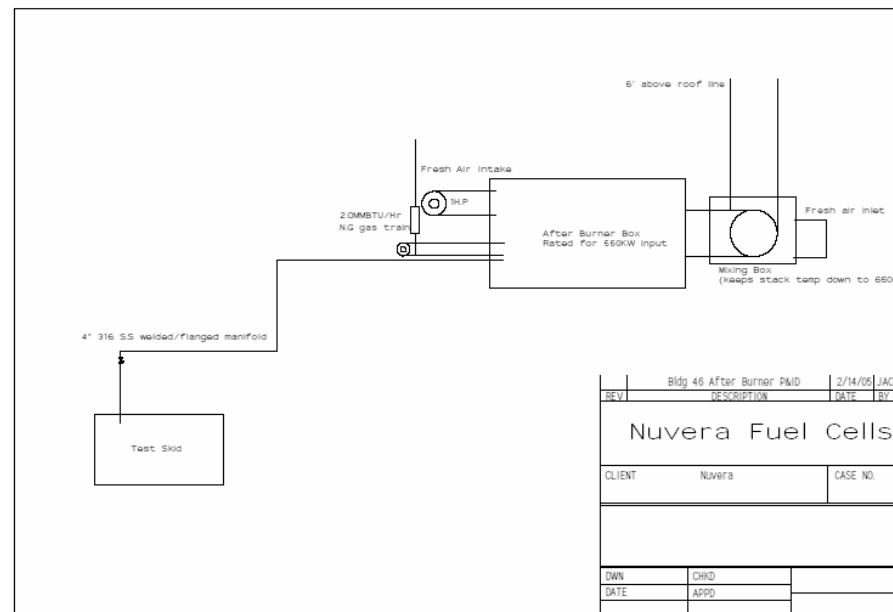 6' above roof line
Fresh Air Intake
1H.P
2.0MMBTU/Hr
N.G gas train
After Burner Box
Rated for 550KW input
Fresh air inlet
Mixing Box
(keeps stack temp down to
4" 316 S.S welded/flanged manifold
Test Skid
Bldg 46 After Burner P&ID 2/14/05 JAC
REV DESCRIPTION DATE BY
Nuvera Fuel Cells
CLIENT Nuvera CASE NO.
DWN CHKD
DATE APPD